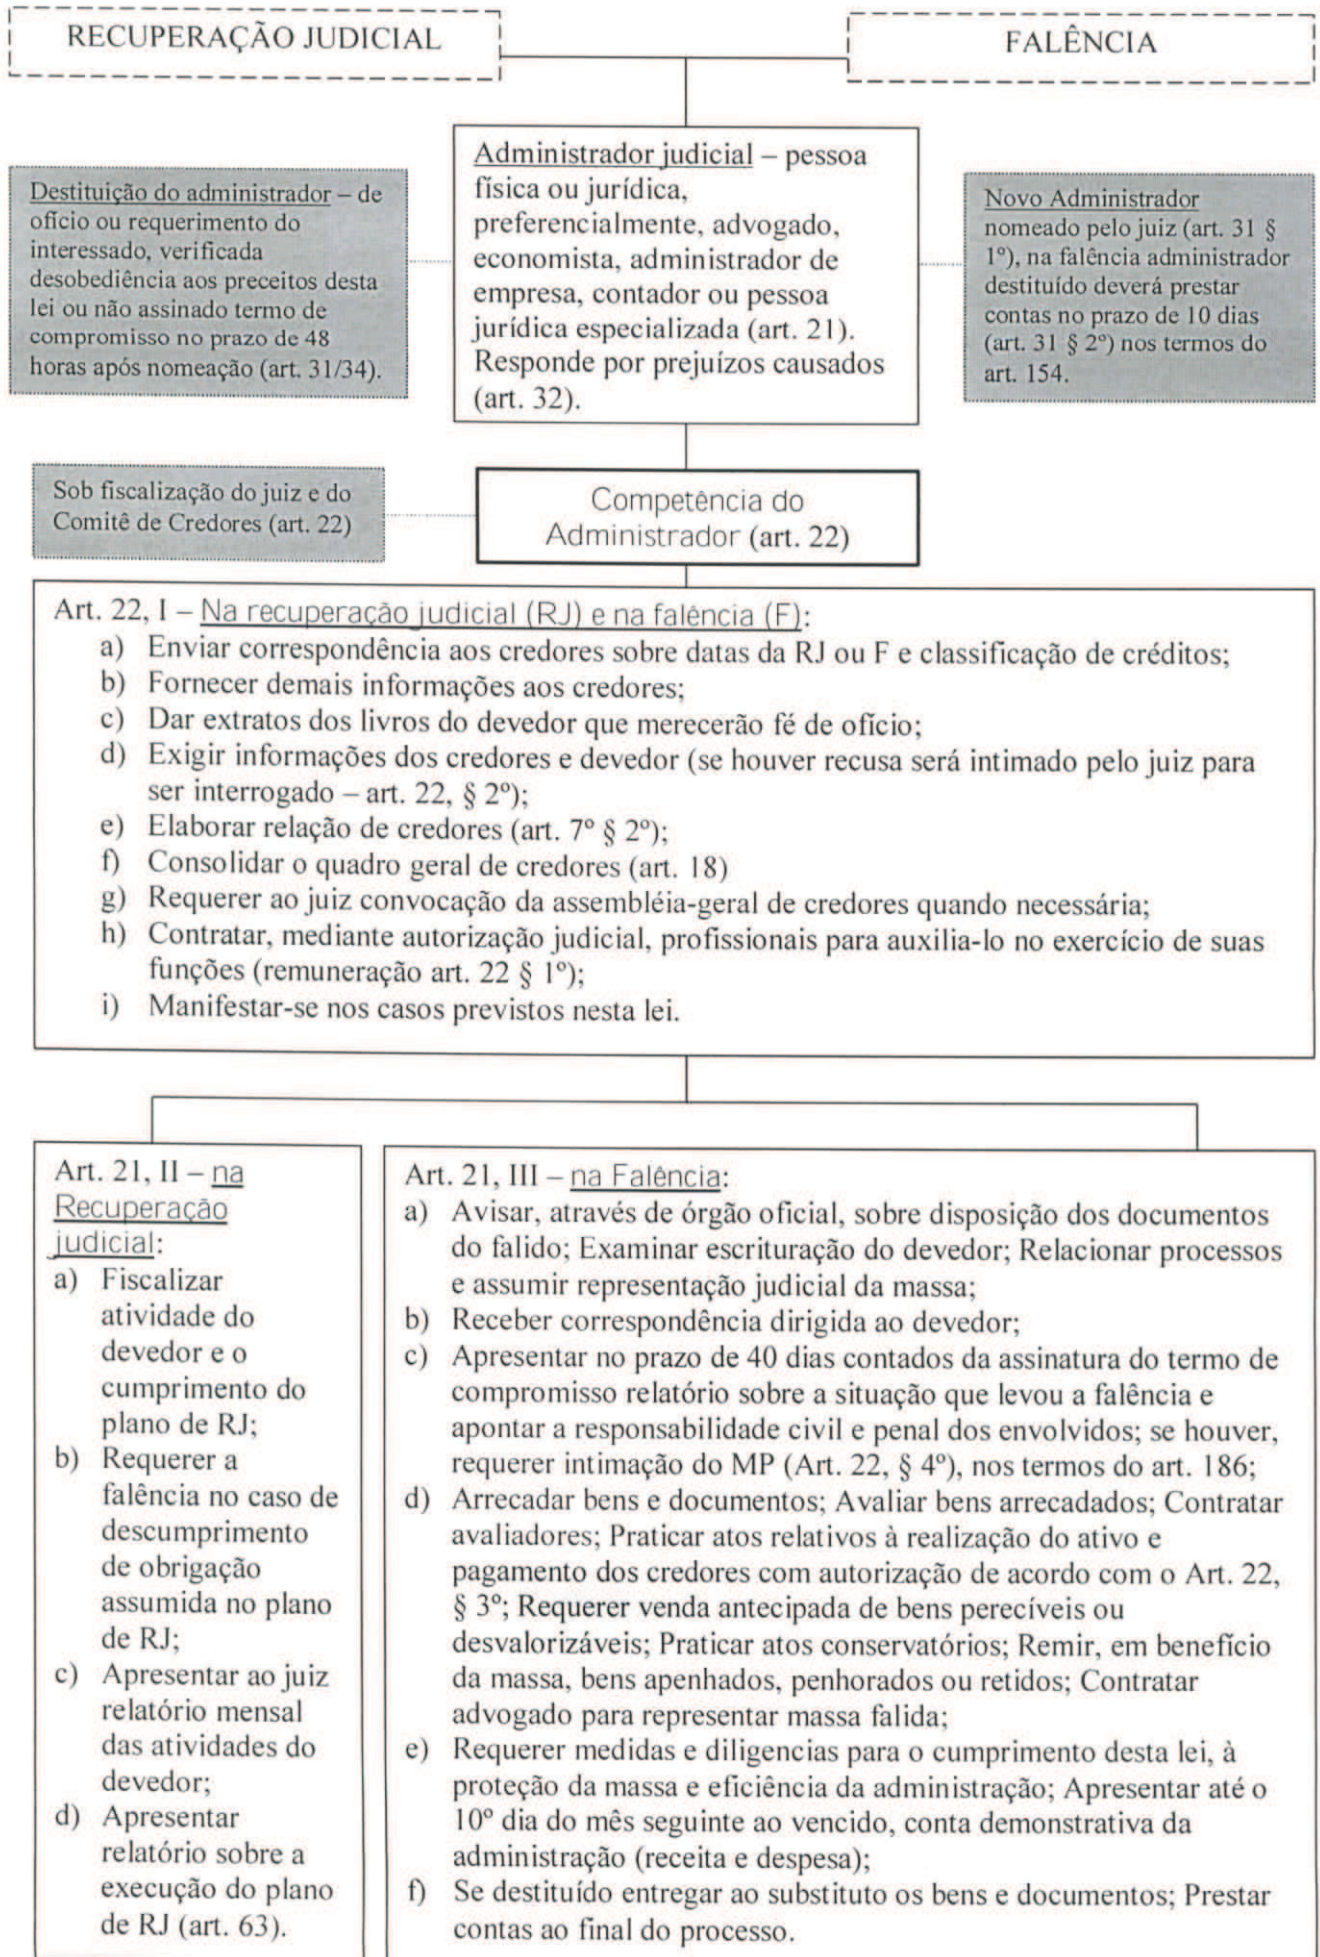 RECUPERAÇÃO JUDICIAL
FALÊNCIA
Administrador judicial – pessoa
física ou jurídica,
preferencialmente, advogado,
economista, administrador de
empresa, contador ou pessoa
jurídica especializada (art. 21).
Responde por prejuízos causados
(art. 32).
Destituição do administrador – de
ofício ou requerimento do
interessado, verificada
desobediência aos preceitos desta
lei ou não assinado termo de
compromisso no prazo de 48
horas após nomeação (art. 31/34).
Novo Administrador
nomeado pelo juiz (art. 31 §
1º), na falência administrador
destituído deverá prestar
contas no prazo de 10 dias
(art. 31 § 2º) nos termos do
art. 154.
Sob fiscalização do juiz e do
Comitê de Credores (art. 22)
Competência do
Administrador (art. 22)
Art. 22, I – Na recuperação judicial (RJ) e na falência (F):
a) Enviar correspondência aos credores sobre datas da RJ ou F e classificação de créditos;
b) Fornecer demais informações aos credores;
c) Dar extratos dos livros do devedor que merecerão fé de ofício;
d) Exigir informações dos credores e devedor (se houver recusa será intimado pelo juiz para
ser interrogado – art. 22, § 2º);
e) Elaborar relação de credores (art. 7º § 2º);
f) Consolidar o quadro geral de credores (art. 18)
g) Requerer ao juiz convocação da assembléia-geral de credores quando necessária;
h) Contratar, mediante autorização judicial, profissionais para auxilia-lo no exercício de suas
funções (remuneração art. 22 § 1º);
i) Manifestar-se nos casos previstos nesta lei.
Art. 21, II – na
Recuperação
judicial:
a) Fiscalizar
atividade do
devedor e o
cumprimento do
plano de RJ;
b) Requerer a
falência no caso de
descumprimento
de obrigação
assumida no plano
de RJ;
c) Apresentar ao juiz
relatório mensal
das atividades do
devedor;
d) Apresentar
relatório sobre a
execução do plano
de RJ (art. 63).
Art. 21, III – na Falência:
a) Avisar, através de órgão oficial, sobre disposição dos documentos
do falido; Examinar escrituração do devedor; Relacionar processos
e assumir representação judicial da massa;
b) Receber correspondência dirigida ao devedor;
c) Apresentar no prazo de 40 dias contados da assinatura do termo de
compromisso relatório sobre a situação que levou a falência e
apontar a responsabilidade civil e penal dos envolvidos; se houver,
requerer intimação do MP (Art. 22, § 4º), nos termos do art. 186;
d) Arrecadar bens e documentos; Avaliar bens arrecadados; Contratar
avaliadores; Praticar atos relativos à realização do ativo e
pagamento dos credores com autorização de acordo com o Art. 22,
§ 3º; Requerer venda antecipada de bens perecíveis ou
desvalorizáveis; Praticar atos conservatórios; Remir, em benefício
da massa, bens apenhados, penhorados ou retidos; Contratar
advogado para representar massa falida;
e) Requerer medidas e diligencias para o cumprimento desta lei, à
proteção da massa e eficiência da administração; Apresentar até o
10º dia do mês seguinte ao vencido, conta demonstrativa da
administração (receita e despesa);
f) Se destituído entregar ao substituto os bens e documentos; Prestar
contas ao final do processo.